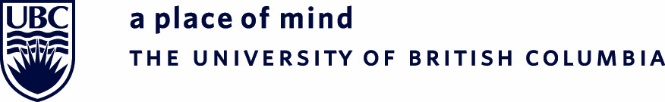 UBC
a place of mind
THE UNIVERSITY OF BRITISH COLUMBIA